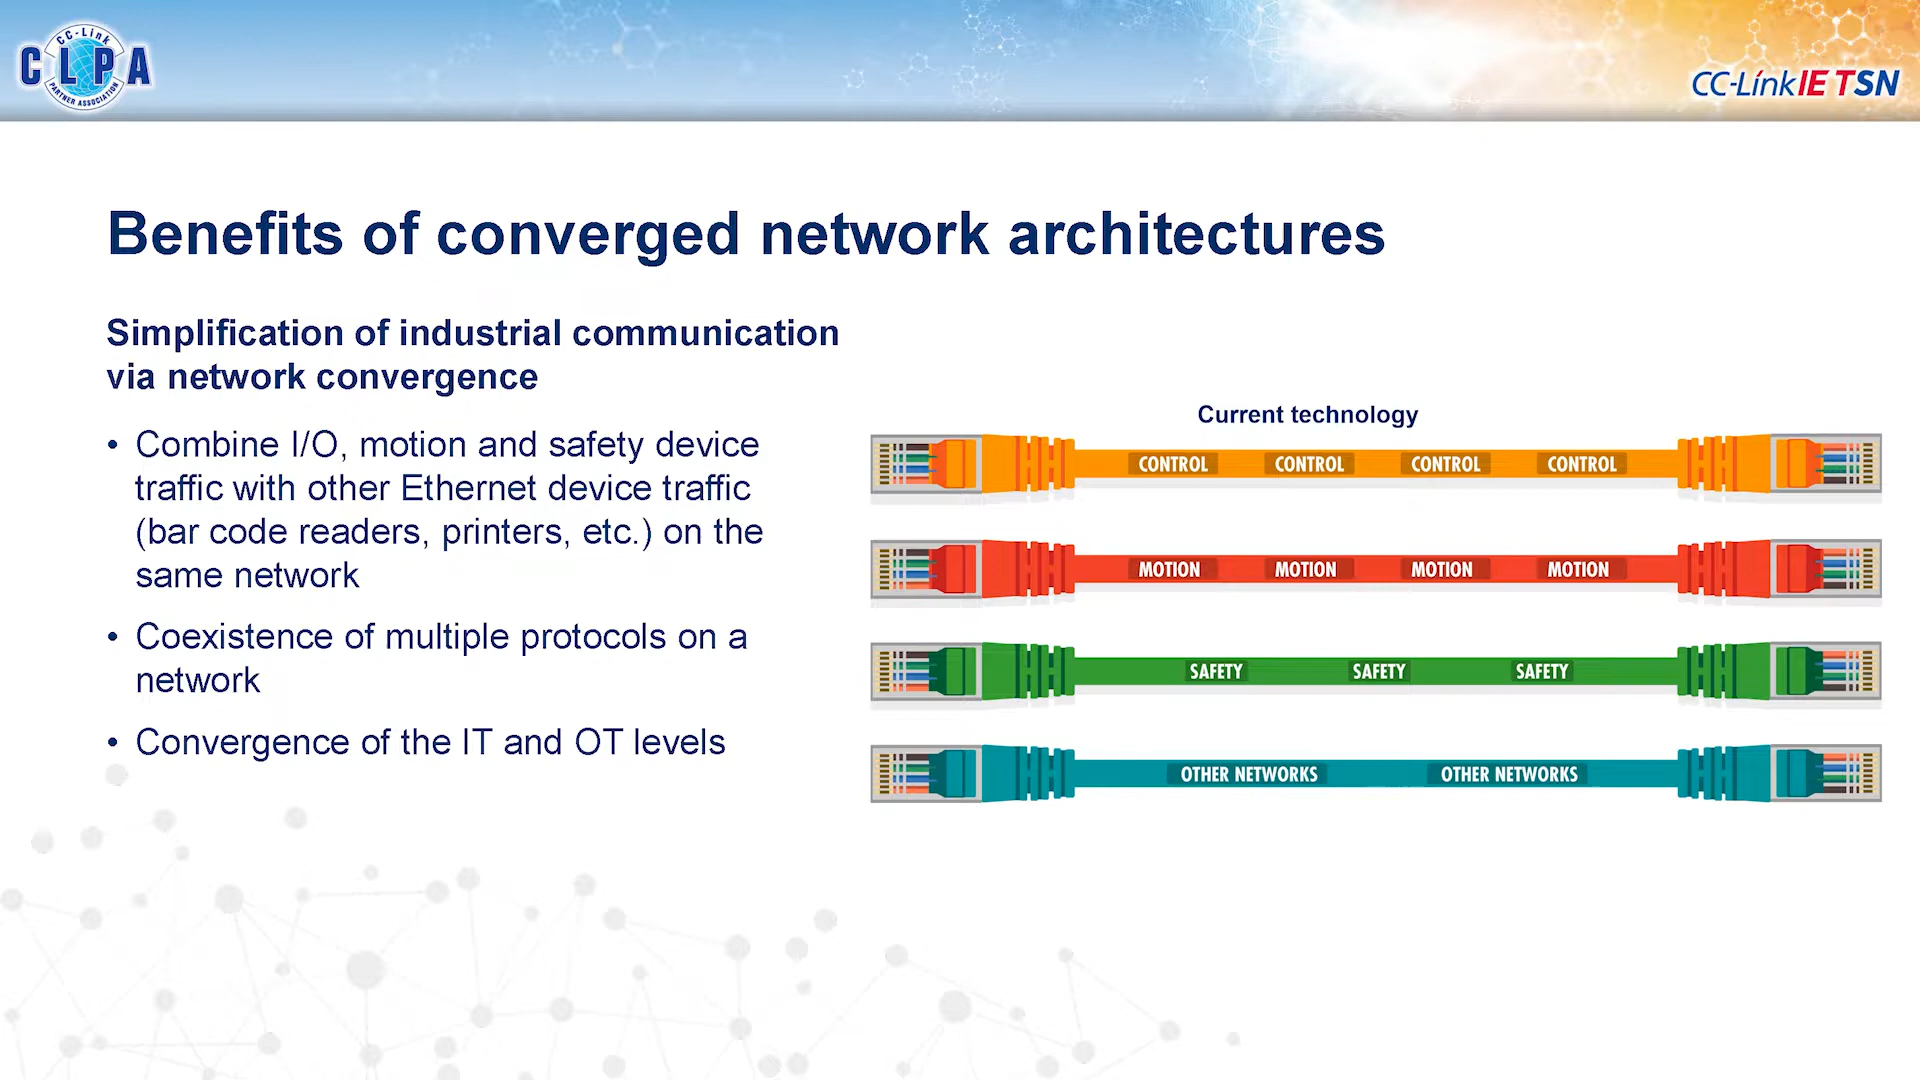 CC-Link
CLPA
PARTNER ASSOCIATION
CC-Link IE TSN
Benefits of converged network architectures
Simplification of industrial communication
via network convergence
• Combine I/O, motion and safety device
traffic with other Ethernet device traffic
(bar code readers, printers, etc.) on the
same network
• Coexistence of multiple protocols on a
network
• Convergence of the IT and OT levels
Current technology
CONTROL CONTROL CONTROL CONTROL
MOTION MOTION MOTION MOTION
SAFETY SAFETY SAFETY
OTHER NETWORKS OTHER NETWORKS